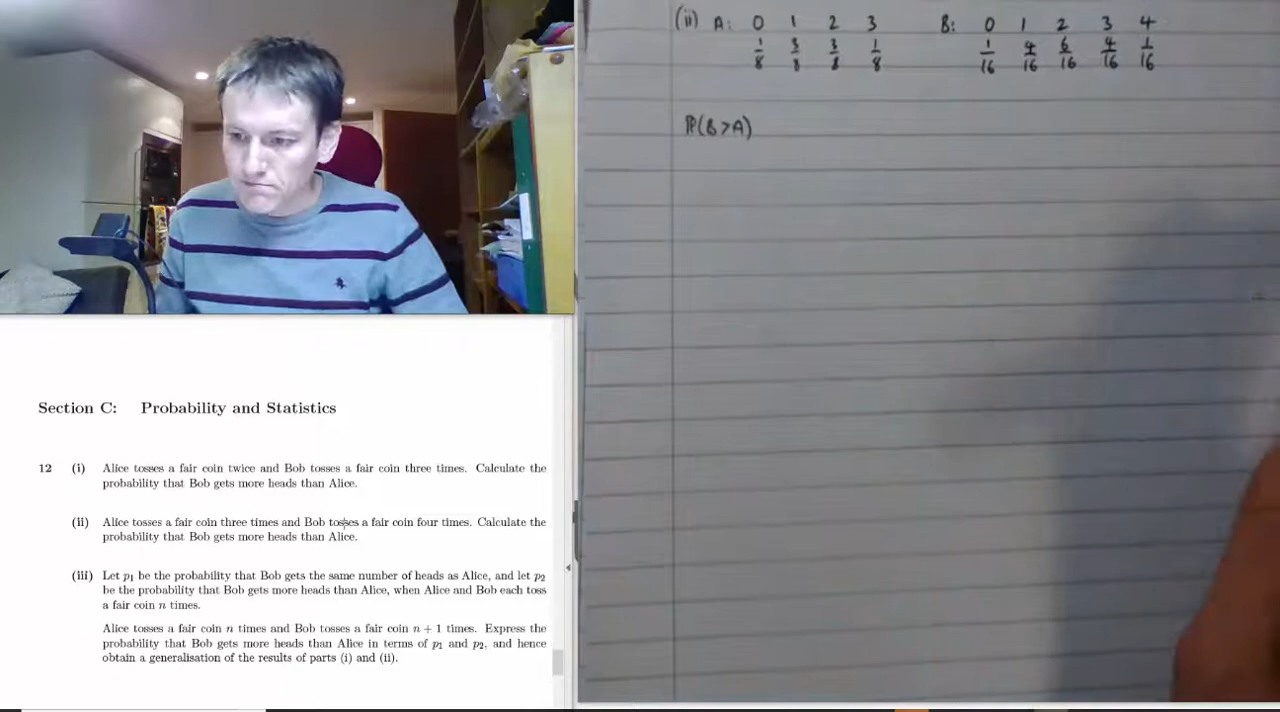 (ii) A: 0 1 2 3 B: 0 1 2 3 4
1/8 3/8 3/8 1/8 1/16 4/16 6/16 4/16 1/16
ℙ(B>A)
Section C: Probability and Statistics
12 (i) Alice tosses a fair coin twice and Bob tosses a fair coin three times. Calculate the
probability that Bob gets more heads than Alice.
(ii) Alice tosses a fair coin three times and Bob tosses a fair coin four times. Calculate the
probability that Bob gets more heads than Alice.
(iii) Let p₁ be the probability that Bob gets the same number of heads as Alice, and let p₂
be the probability that Bob gets more heads than Alice, when Alice and Bob each toss
a fair coin n times.
Alice tosses a fair coin n times and Bob tosses a fair coin n + 1 times. Express the
probability that Bob gets more heads than Alice in terms of p₁ and p₂, and hence
obtain a generalisation of the results of parts (i) and (ii).